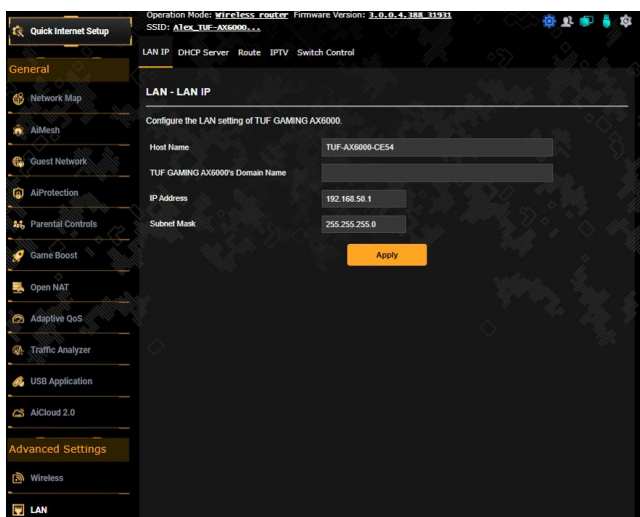 Quick Internet Setup
General
Network Map
AiMesh
Guest Network
AiProtection
Parental Controls
Game Boost
Open NAT
Adaptive QoS
Traffic Analyzer
USB Application
AiCloud 2.0
Advanced Settings
Wireless
LAN
Operation Mode: Wireless router Firmware Version: 3.0.0.4.388_31931
SSID: Alex_TUF-AX6000...
LAN IP DHCP Server Route IPTV Switch Control
LAN - LAN IP
Configure the LAN setting of TUF GAMING AX6000.
Host Name TUF-AX6000-CE54
TUF GAMING AX6000's Domain Name
IP Address 192.168.50.1
Subnet Mask 255.255.255.0
Apply